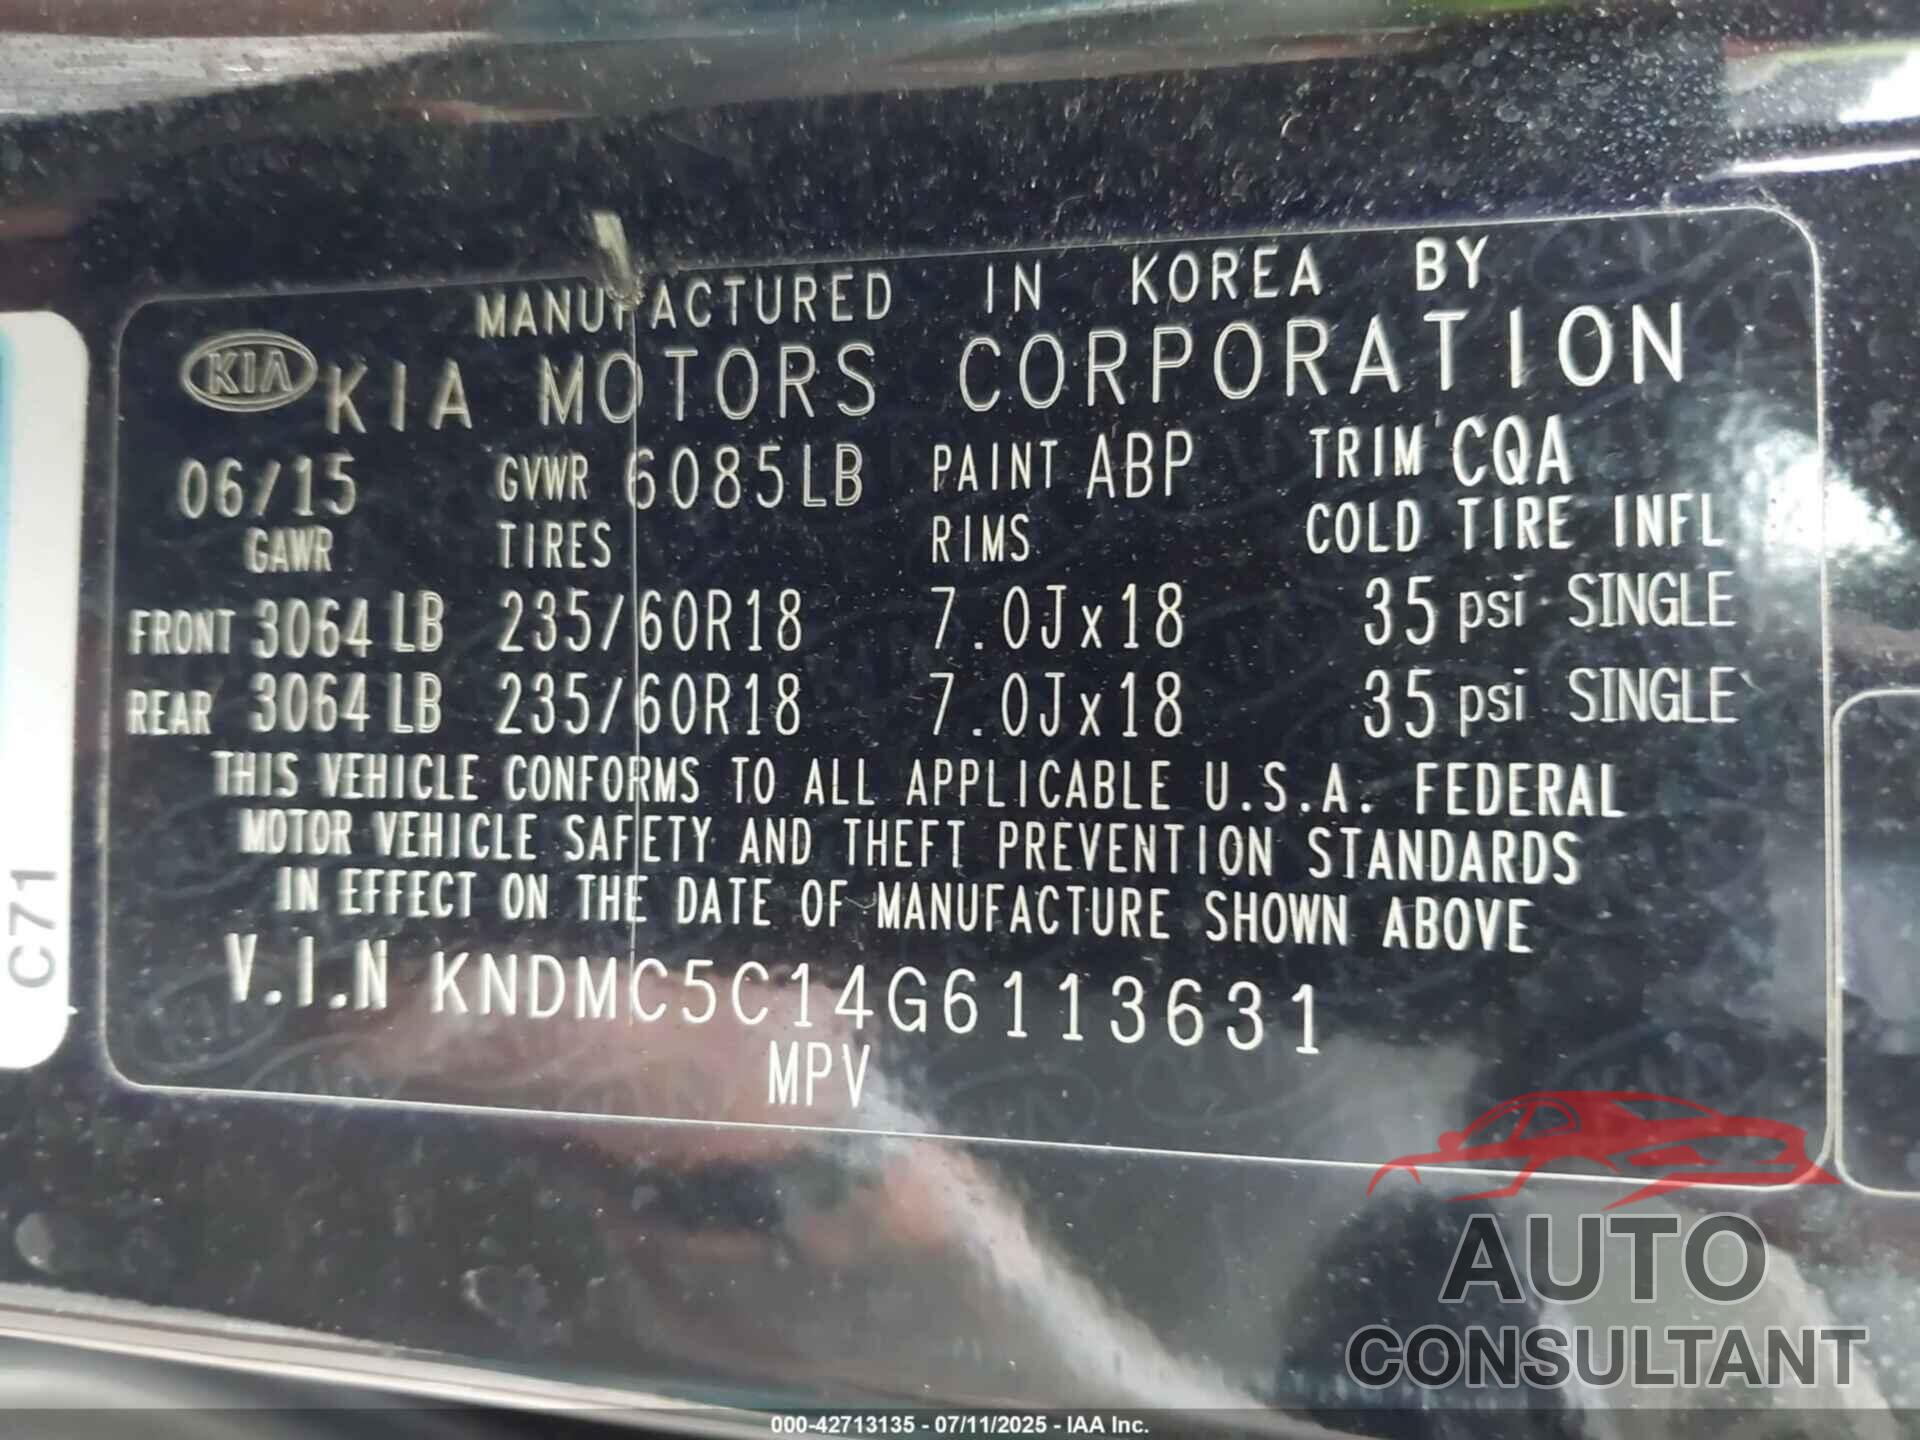 MANUFACTURED IN KOREA BY
KIA KIA MOTORS CORPORATION
06/15 GVWR 6085LB PAINT ABP TRIM CQA
GAWR TIRES RIMS COLD TIRE INFL
FRONT 3064 LB 235/60R18 7.0Jx18 35 psi SINGLE
REAR 3064 LB 235/60R18 7.0Jx18 35 psi SINGLE
THIS VEHICLE CONFORMS TO ALL APPLICABLE U.S.A. FEDERAL
MOTOR VEHICLE SAFETY AND THEFT PREVENTION STANDARDS
IN EFFECT ON THE DATE OF MANUFACTURE SHOWN ABOVE
V.I.N KNDMC5C14G6113631
MPV
C71
AUTO
CONSULTANT
000-42713135 - 07/11/2025 - IAA Inc.